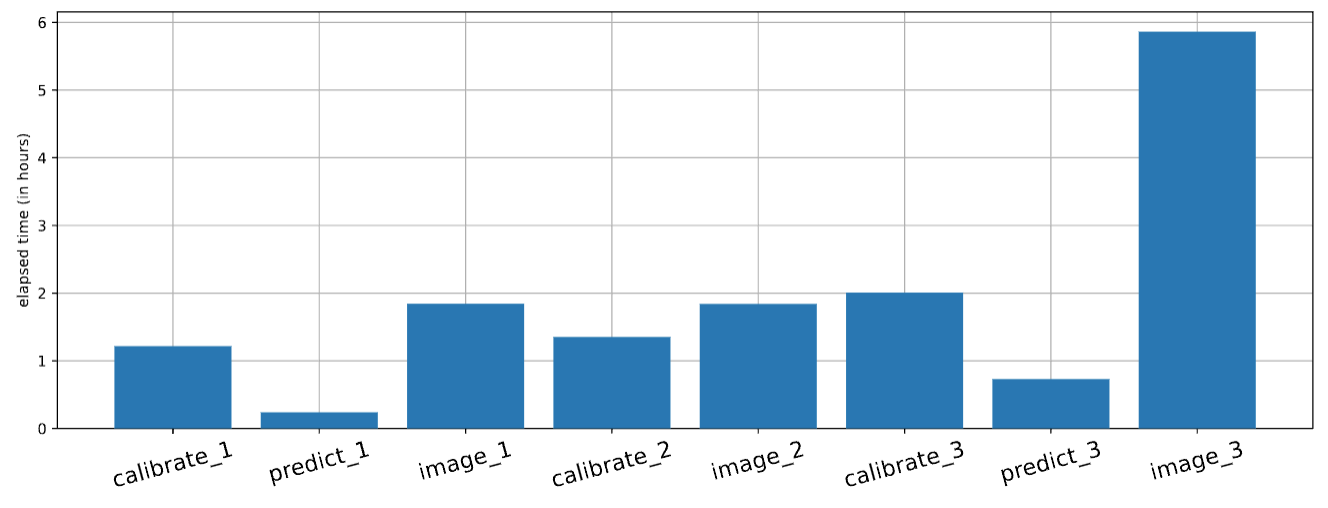 elapsed time (in hours)
6
5
4
3
2
1
0
calibrate_1
predict_1
image_1
calibrate_2
image_2
calibrate_3
predict_3
image_3